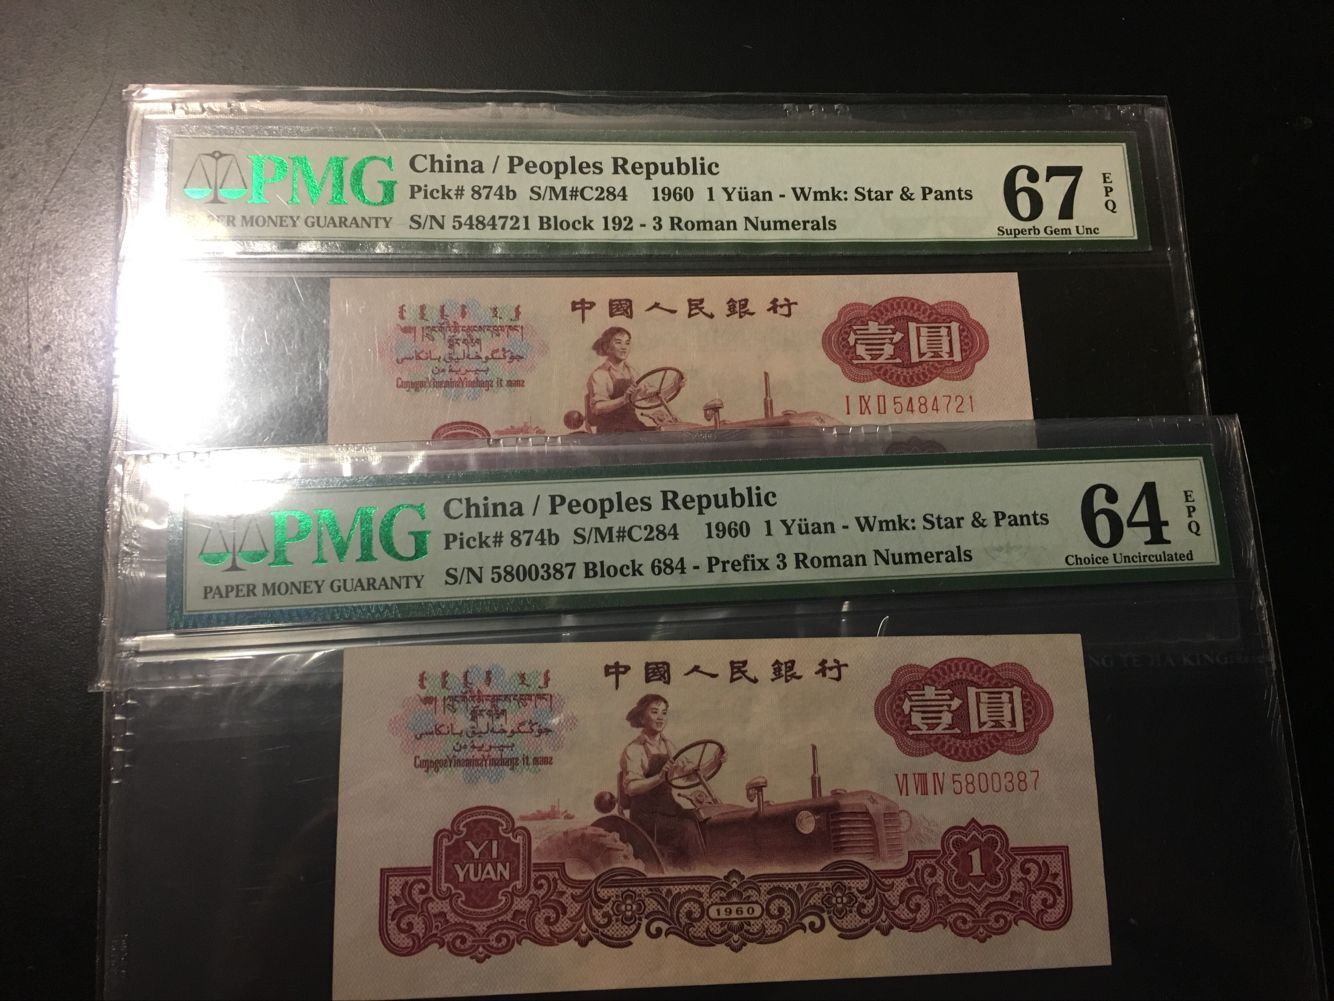 PMG
PAPER MONEY GUARANTY
China / Peoples Republic
Pick# 874b S/M#C284 1960 1 Yüan - Wmk: Star & Pants
S/N 5484721 Block 192 - 3 Roman Numerals
67
EPQ
Superb Gem Unc
中國人民銀行
壹圓
I IX II 5484721
PMG
PAPER MONEY GUARANTY
China / Peoples Republic
Pick# 874b S/M#C284 1960 1 Yüan - Wmk: Star & Pants
S/N 5800387 Block 684 - Prefix 3 Roman Numerals
64
EPQ
Choice Uncirculated
中國人民銀行
壹圓
VI VIII IV 5800387
YI
YUAN
1960
1